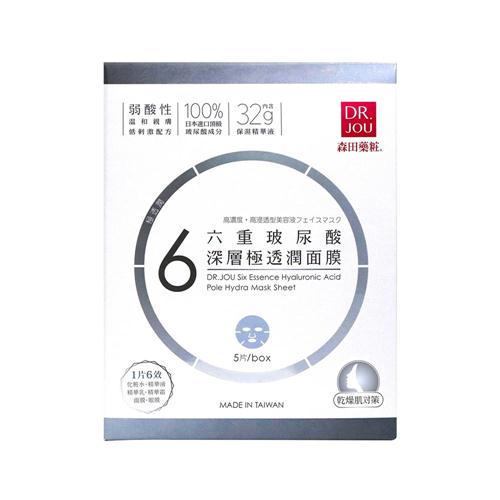 弱酸性
溫和親膚
低刺激配方
100%
日本進口頂級
玻尿酸成分
32g 內含
保濕精華液
DR.
JOU
森田藥粧®
極透潤
高濃度・高浸透型美容液フェイスマスク
6 六重玻尿酸
深層極透潤面膜
DR.JOU Six Essence Hyaluronic Acid
Pole Hydra Mask Sheet
5片/box
1片6效
化粧水・精華液
精華乳・精華霜
面膜・眼膜
MADE IN TAIWAN
乾燥肌対策